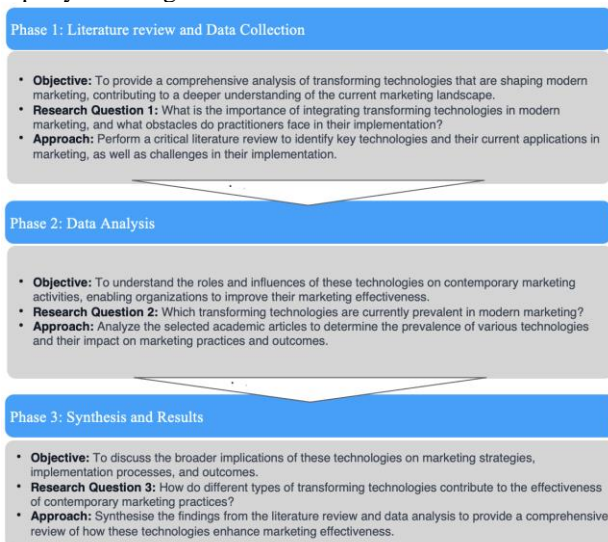 Phase 1: Literature review and Data Collection
• Objective: To provide a comprehensive analysis of transforming technologies that are shaping modern
marketing, contributing to a deeper understanding of the current marketing landscape.
• Research Question 1: What is the importance of integrating transforming technologies in modern
marketing, and what obstacles do practitioners face in their implementation?
• Approach: Perform a critical literature review to identify key technologies and their current applications in
marketing, as well as challenges in their implementation.
Phase 2: Data Analysis
• Objective: To understand the roles and influences of these technologies on contemporary marketing
activities, enabling organizations to improve their marketing effectiveness.
• Research Question 2: Which transforming technologies are currently prevalent in modern marketing?
• Approach: Analyze the selected academic articles to determine the prevalence of various technologies
and their impact on marketing practices and outcomes.
Phase 3: Synthesis and Results
• Objective: To discuss the broader implications of these technologies on marketing strategies,
implementation processes, and outcomes.
• Research Question 3: How do different types of transforming technologies contribute to the effectiveness
of contemporary marketing practices?
• Approach: Synthesise the findings from the literature review and data analysis to provide a comprehensive
review of how these technologies enhance marketing effectiveness.